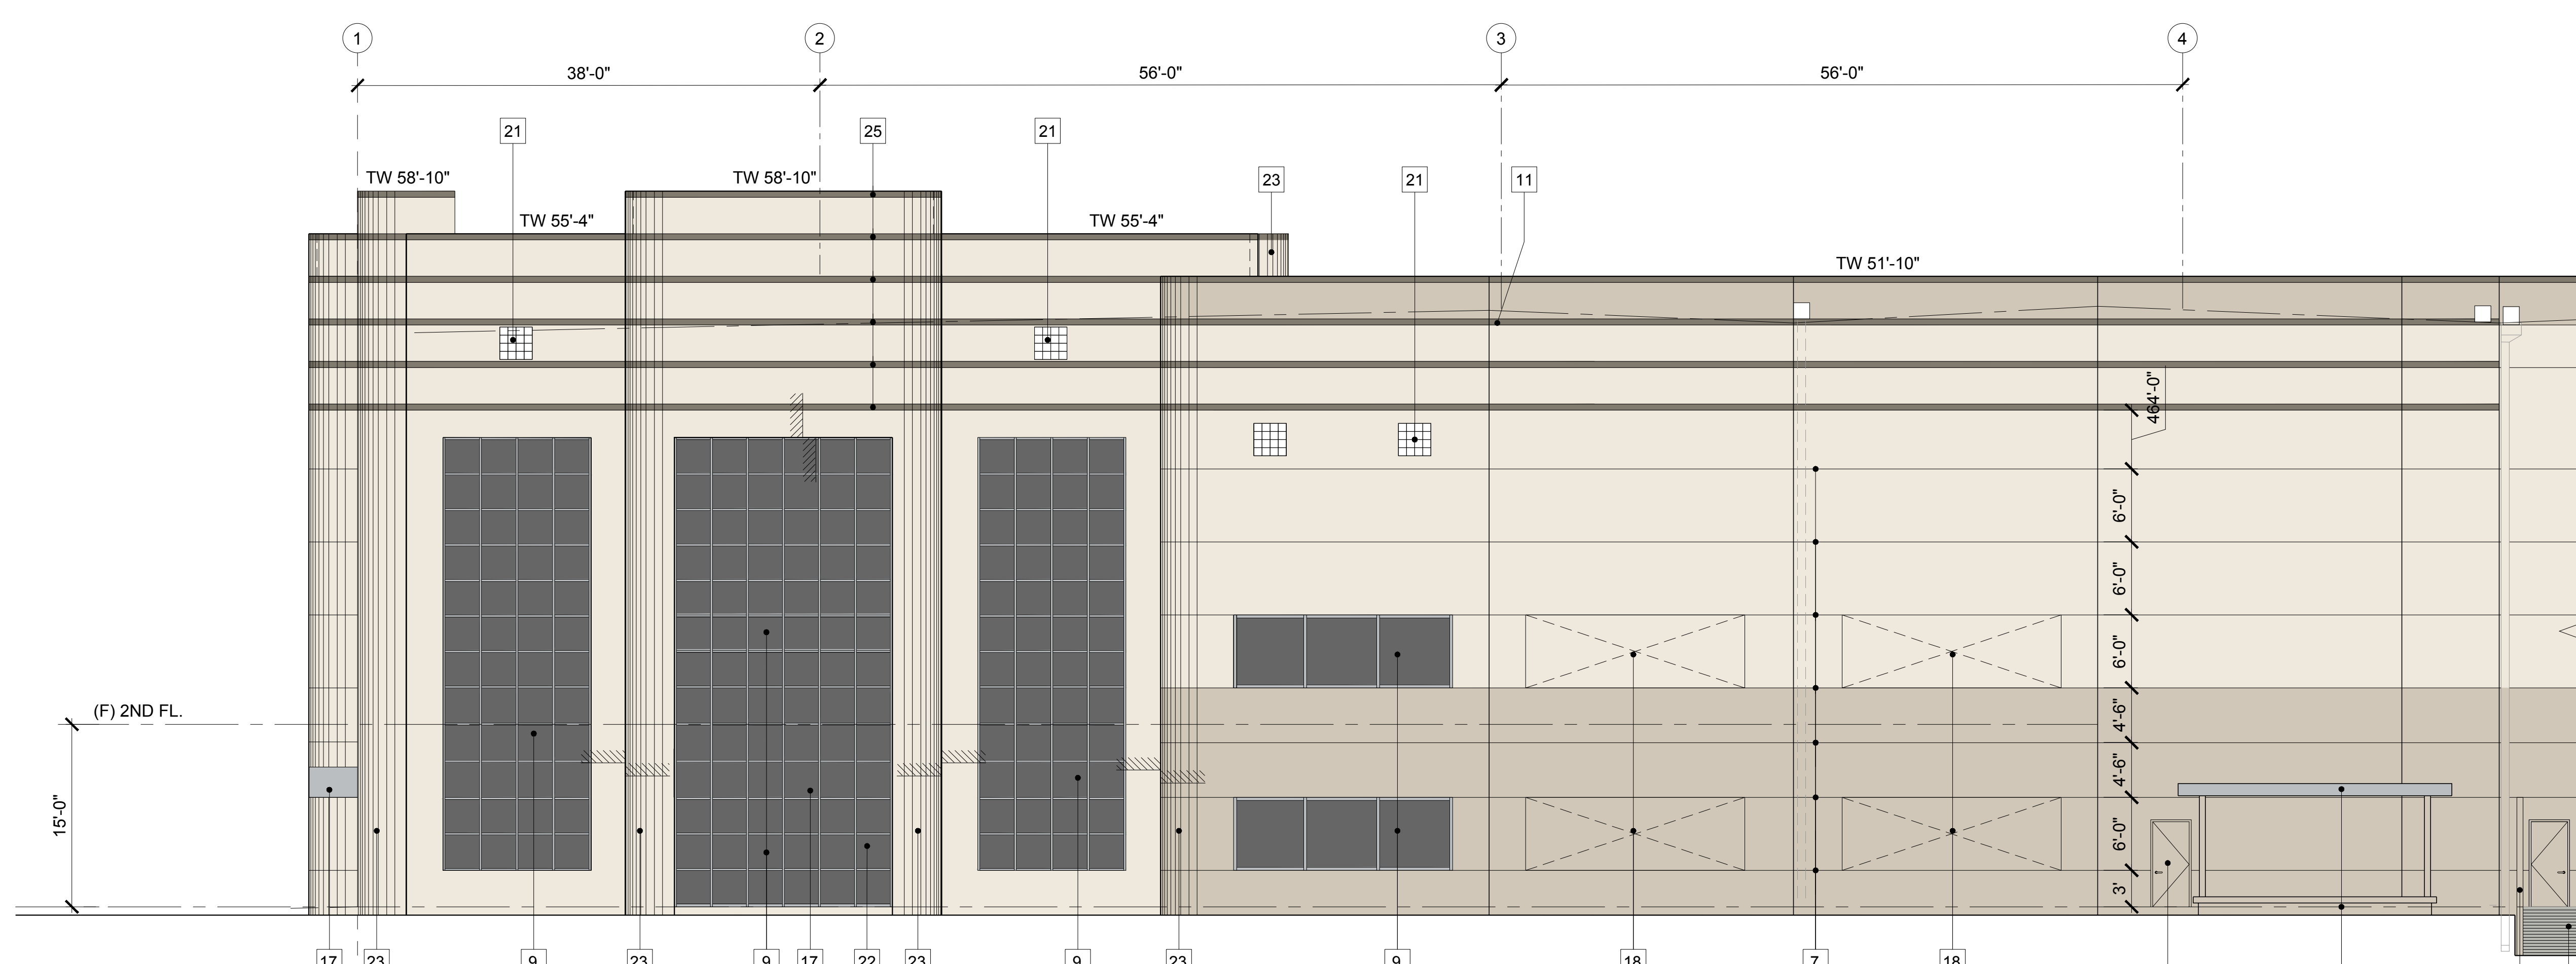 1 2 3 4
38'-0" 56'-0" 56'-0"
21 25 21
23 21 11
TW 58'-10" TW 58'-10"
TW 55'-4" TW 55'-4"
TW 51'-10"
464'-0"
6'-0"
6'-0"
6'-0"
(F) 2ND FL.
4'-6"
4'-6"
15'-0"
6'-0"
3'
17 23 9 23 9 17 22 23 9 23 9 18 7 18